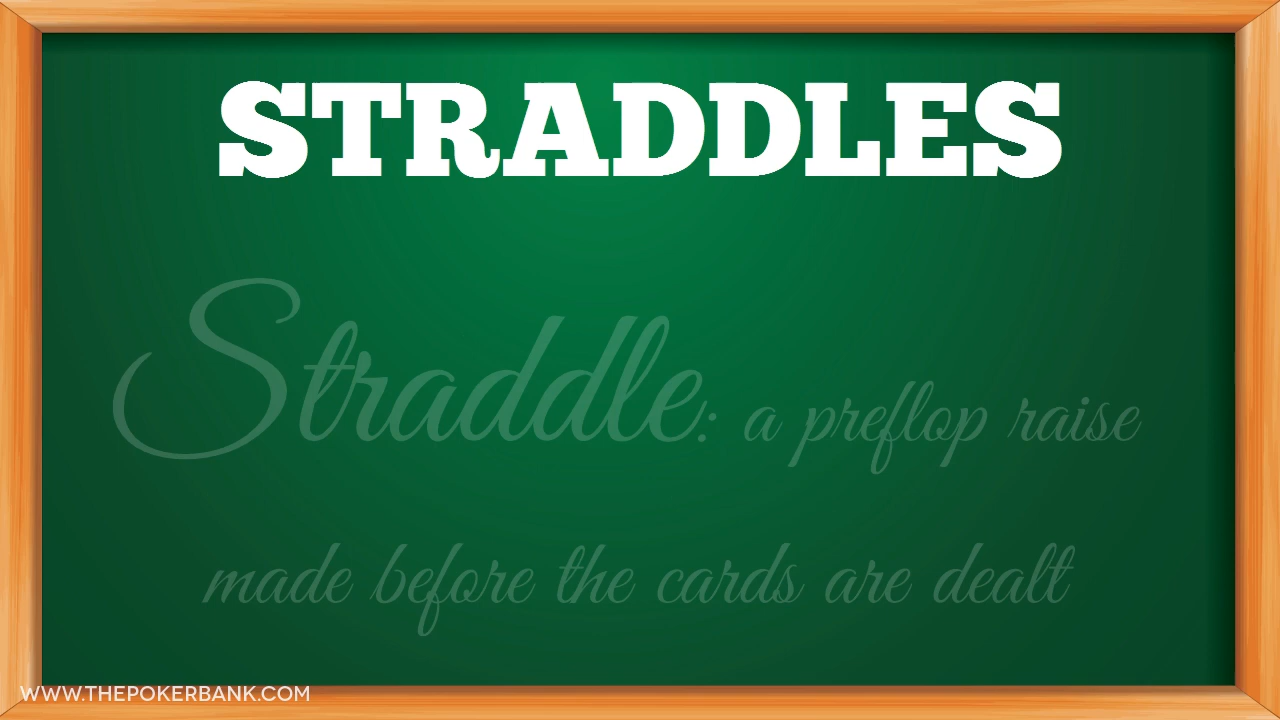 STRADDLES
Straddle: a preflop raise
made before the cards are dealt
WWW.THEPOKERBANK.COM